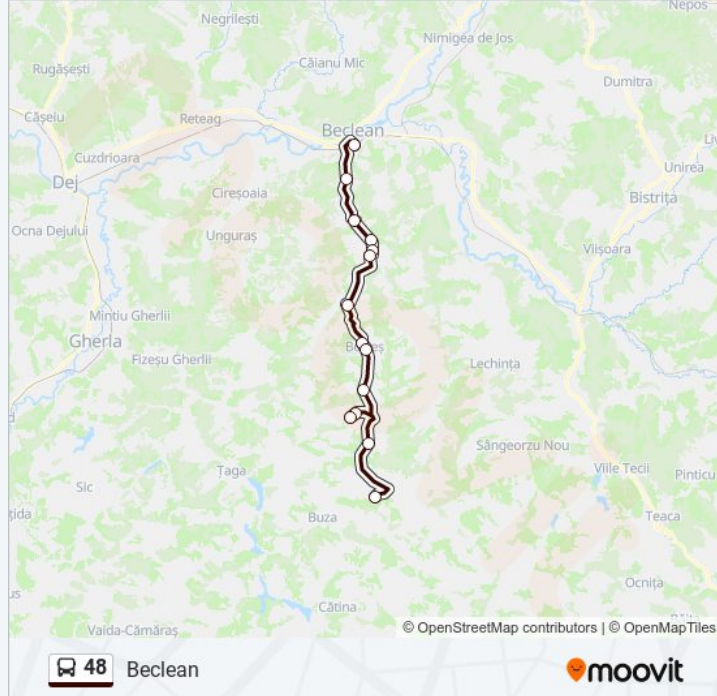 Nepos
Negrilești
Nimigea de Jos
Căianu Mic
Rugășești
Dumitra
Cășeiu
Reteag
Beclean
Cuzdrioara
Unirea
Dej
Cireșoaia
Bistrița
Ocna Dejului
Unguraș
Viișoara
Mintiu Gherlii
Gherla
Fizeșu Gherlii
Lechința
Sângeorzu Nou
Viile Tecii
Țaga
Pinticu
Sic
Buza
Teaca
Ocnița
Cătina
Vaida-Cămăraș
© OpenStreetMap contributors | © OpenMapTiles
48 Beclean
moovit